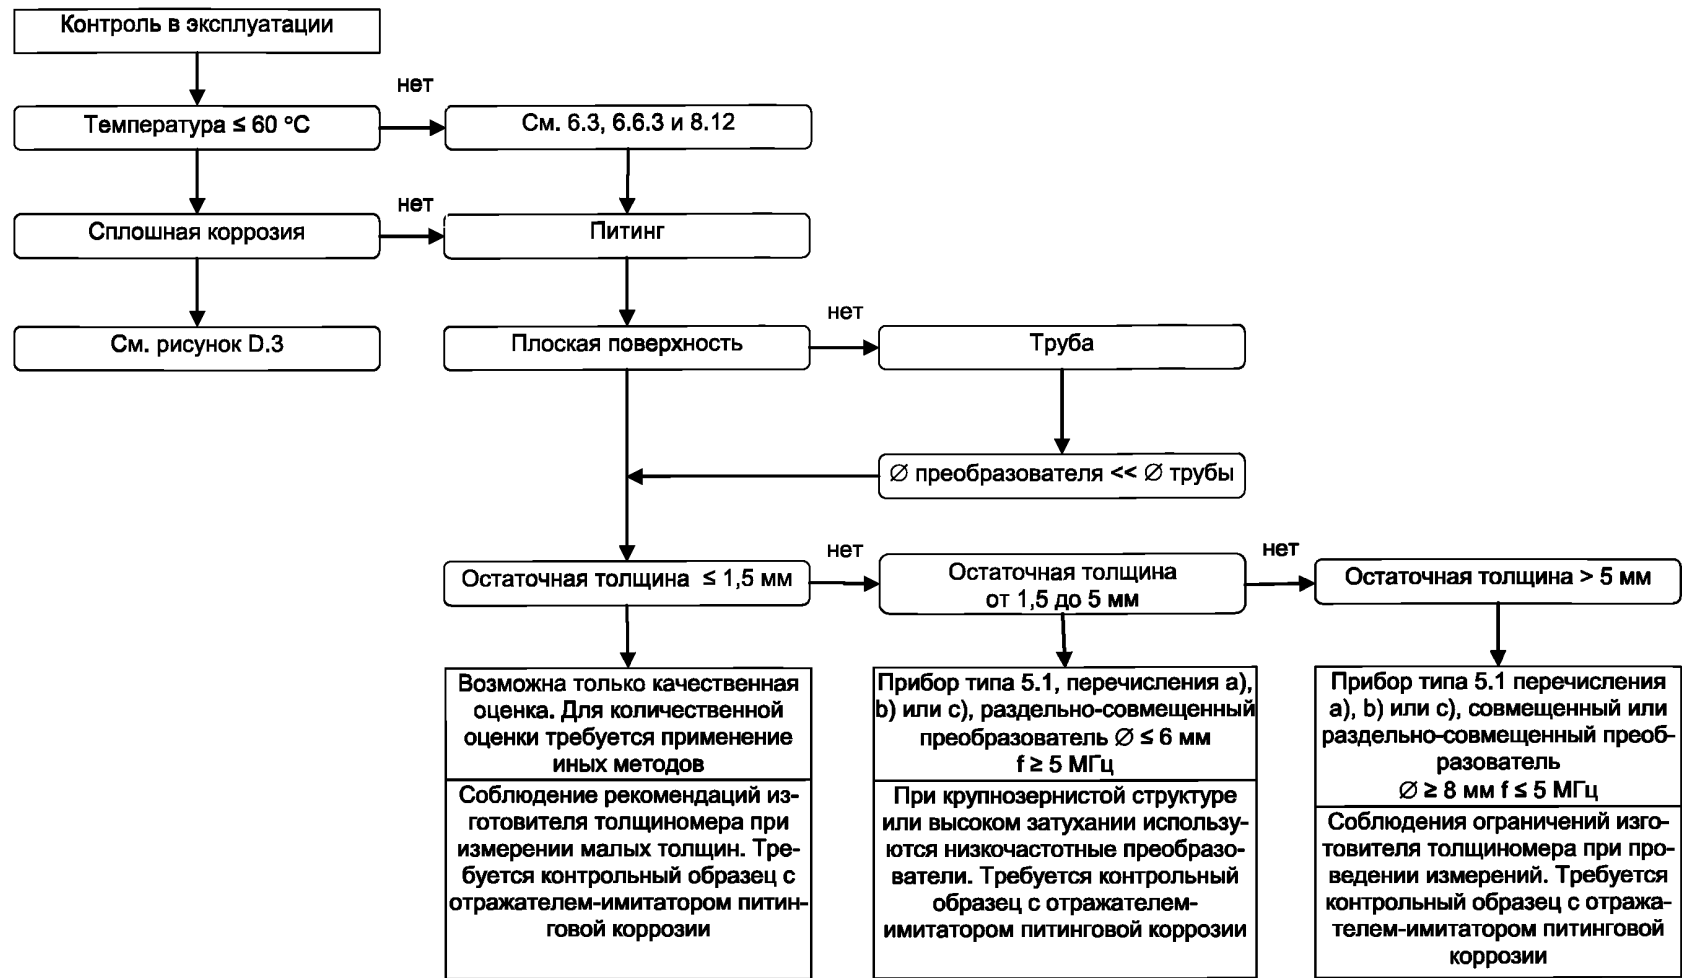 Контроль в эксплуатации
нет
Температура ≤ 60 °C
См. 6.3, 6.6.3 и 8.12
нет
Сплошная коррозия
Питинг
нет
См. рисунок D.3
Плоская поверхность
Труба
∅ преобразователя << ∅ трубы
нет
нет
Остаточная толщина ≤ 1,5 мм
Остаточная толщина
от 1,5 до 5 мм
Остаточная толщина > 5 мм
Возможна только качественная
оценка. Для количественной
оценки требуется применение
иных методов
Соблюдение рекомендаций из-
готовителя толщиномера при
измерении малых толщин. Тре-
буется контрольный образец с
отражателем-имитатором питин-
говой коррозии
Прибор типа 5.1, перечисления a),
b) или c), раздельно-совмещенный
преобразователь ∅ ≤ 6 мм
f ≥ 5 МГц
При крупнозернистой структуре
или высоком затухании использу-
ются низкочастотные преобразо-
ватели. Требуется контрольный
образец с отражателем-
имитатором питинговой коррозии
Прибор типа 5.1 перечисления
a), b) или c), совмещенный или
раздельно-совмещенный преоб-
разователь
∅ ≥ 8 мм f ≤ 5 МГц
Соблюдения ограничений изго-
товителя толщиномера при про-
ведении измерений. Требуется
контрольный образец с отража-
телем-имитатором питинговой
коррозии